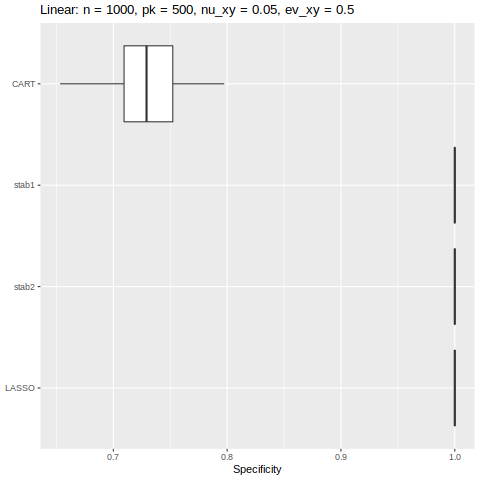 Linear: n = 1000, pk = 500, nu_xy = 0.05, ev_xy = 0.5
CART
stab1
stab2
LASSO
0.7 0.8 0.9 1.0
Specificity